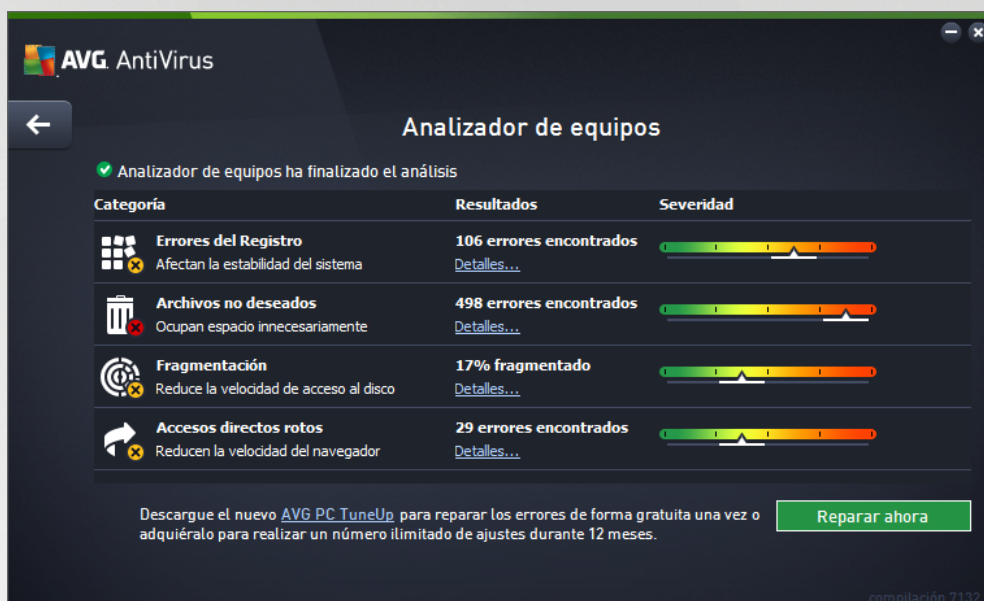 AVG. AntiVirus
Analizador de equipos
Analizador de equipos ha finalizado el análisis
Categoría Resultados Severidad
Errores del Registro 106 errores encontrados
Afectan la estabilidad del sistema Detalles...
Archivos no deseados 498 errores encontrados
Ocupan espacio innecesariamente Detalles...
Fragmentación 17% fragmentado
Reduce la velocidad de acceso al disco Detalles...
Accesos directos rotos 29 errores encontrados
Reducen la velocidad del navegador Detalles...
Descargue el nuevo AVG PC TuneUp para reparar los errores de forma gratuita una vez o
adquiéralo para realizar un número ilimitado de ajustes durante 12 meses.
Reparar ahora
compilación 7132